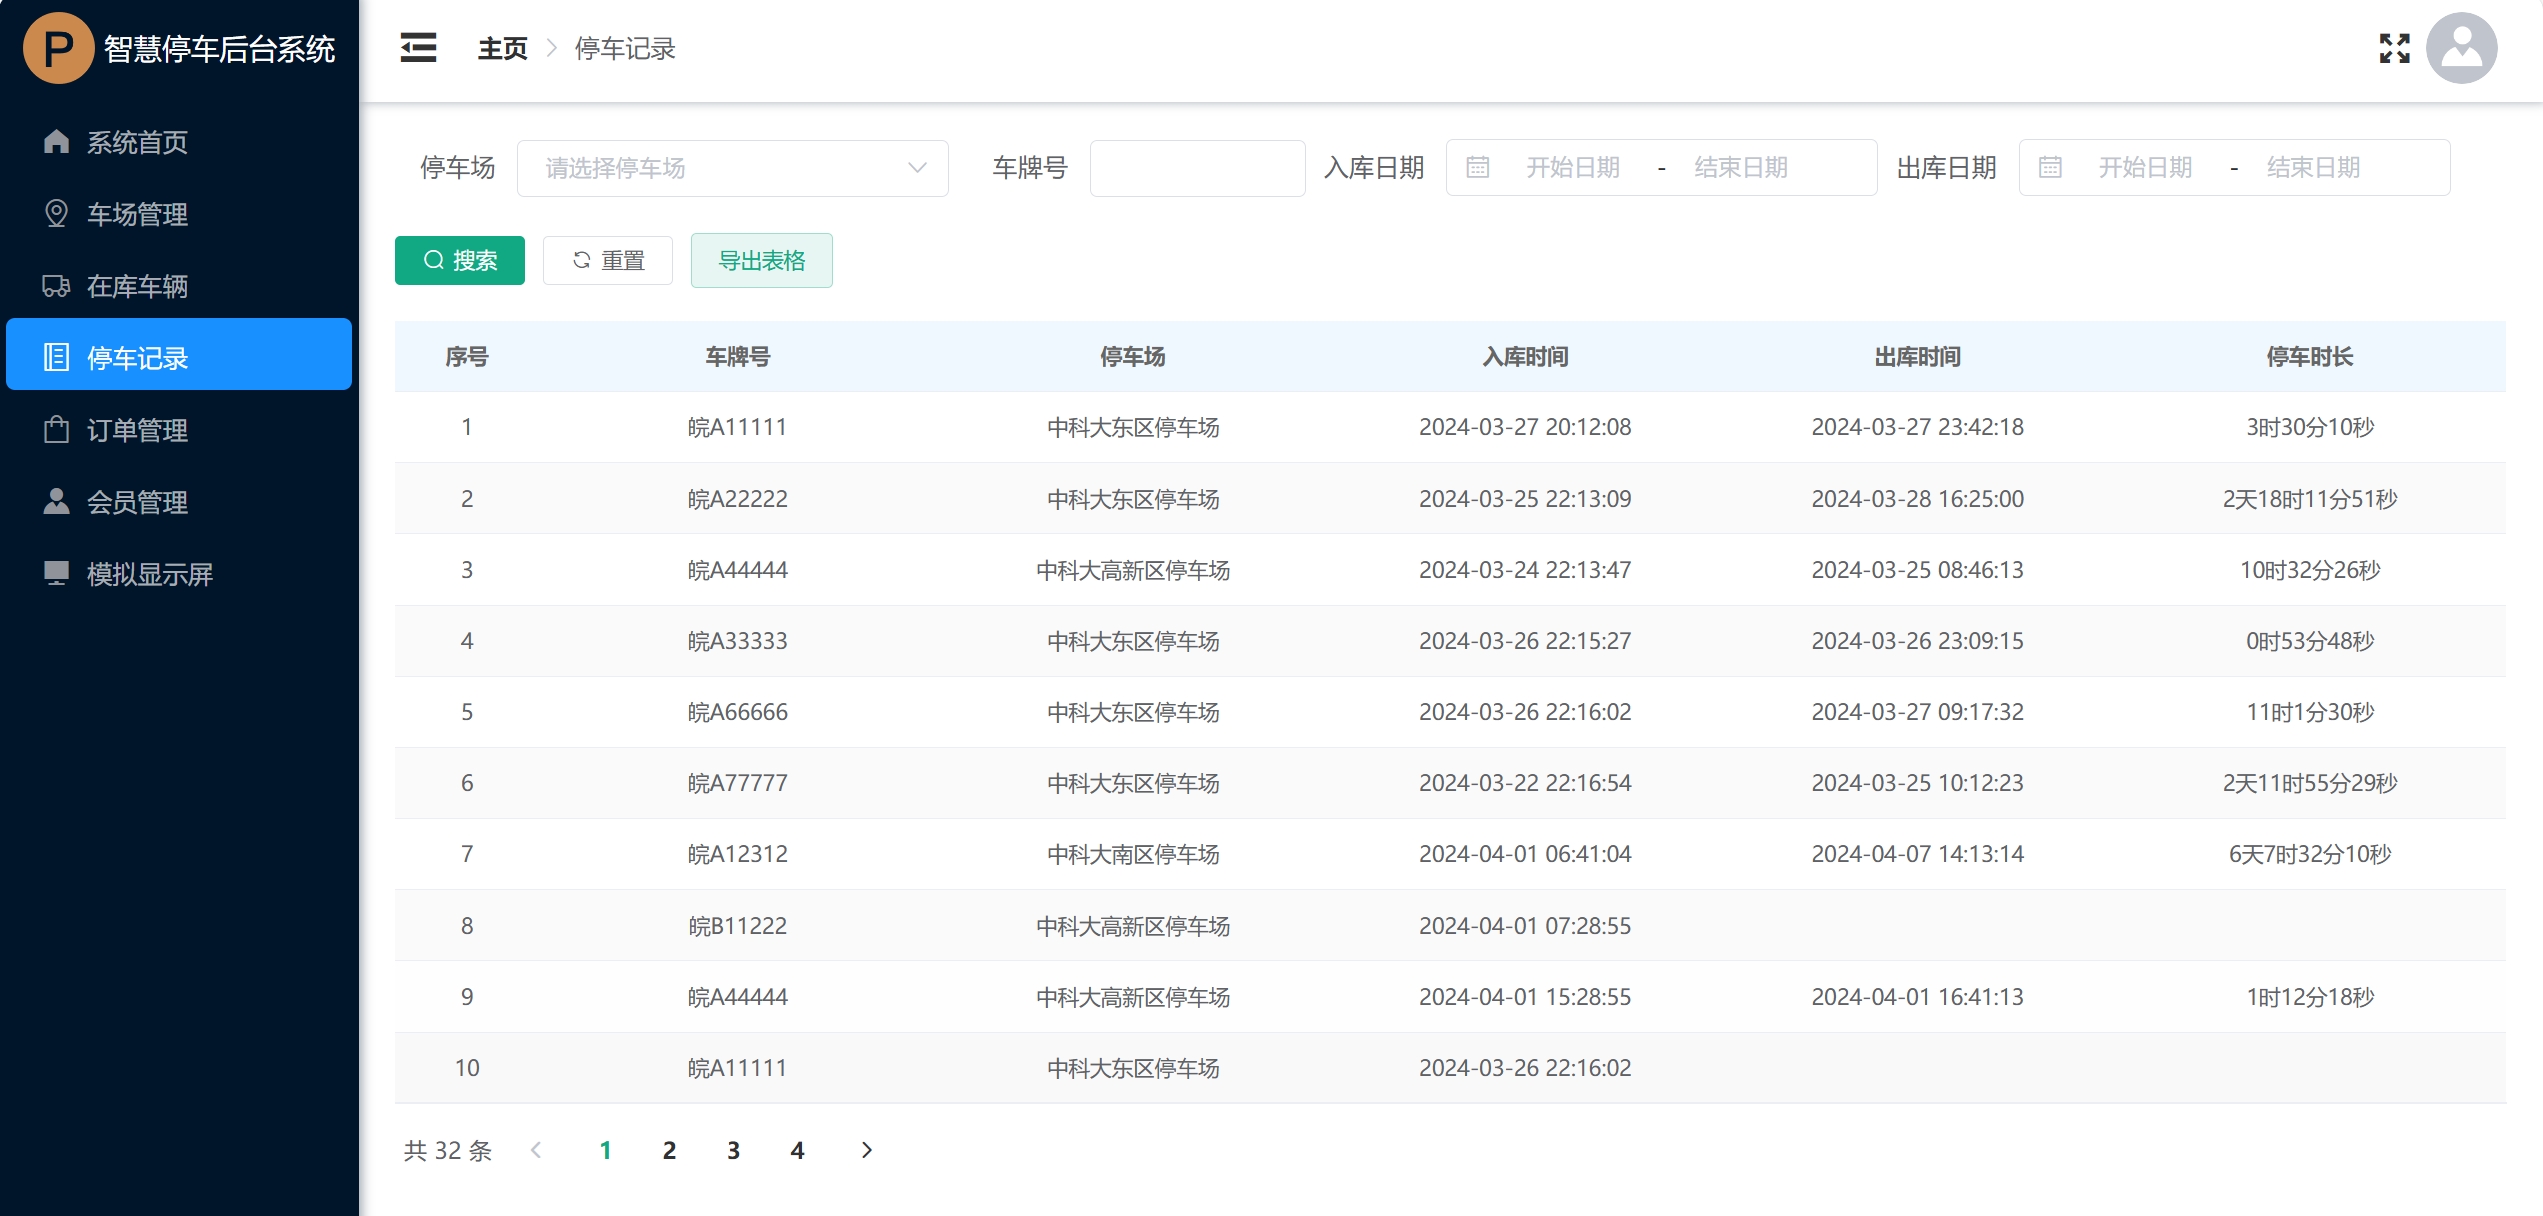 P 智慧停车后台系统
主页 > 停车记录
系统首页
车场管理
在库车辆
停车记录
订单管理
会员管理
模拟显示屏
停车场 请选择停车场 车牌号 入库日期 开始日期 - 结束日期 出库日期 开始日期 - 结束日期
搜索 重置 导出表格
序号 车牌号 停车场 入库时间 出库时间 停车时长
1 皖A11111 中科大东区停车场 2024-03-27 20:12:08 2024-03-27 23:42:18 3时30分10秒
2 皖A22222 中科大东区停车场 2024-03-25 22:13:09 2024-03-28 16:25:00 2天18时11分51秒
3 皖A44444 中科大高新区停车场 2024-03-24 22:13:47 2024-03-25 08:46:13 10时32分26秒
4 皖A33333 中科大东区停车场 2024-03-26 22:15:27 2024-03-26 23:09:15 0时53分48秒
5 皖A66666 中科大东区停车场 2024-03-26 22:16:02 2024-03-27 09:17:32 11时1分30秒
6 皖A77777 中科大东区停车场 2024-03-22 22:16:54 2024-03-25 10:12:23 2天11时55分29秒
7 皖A12312 中科大南区停车场 2024-04-01 06:41:04 2024-04-07 14:13:14 6天7时32分10秒
8 皖B11222 中科大高新区停车场 2024-04-01 07:28:55
9 皖A44444 中科大高新区停车场 2024-04-01 15:28:55 2024-04-01 16:41:13 1时12分18秒
10 皖A11111 中科大东区停车场 2024-03-26 22:16:02
共 32 条 < 1 2 3 4 >